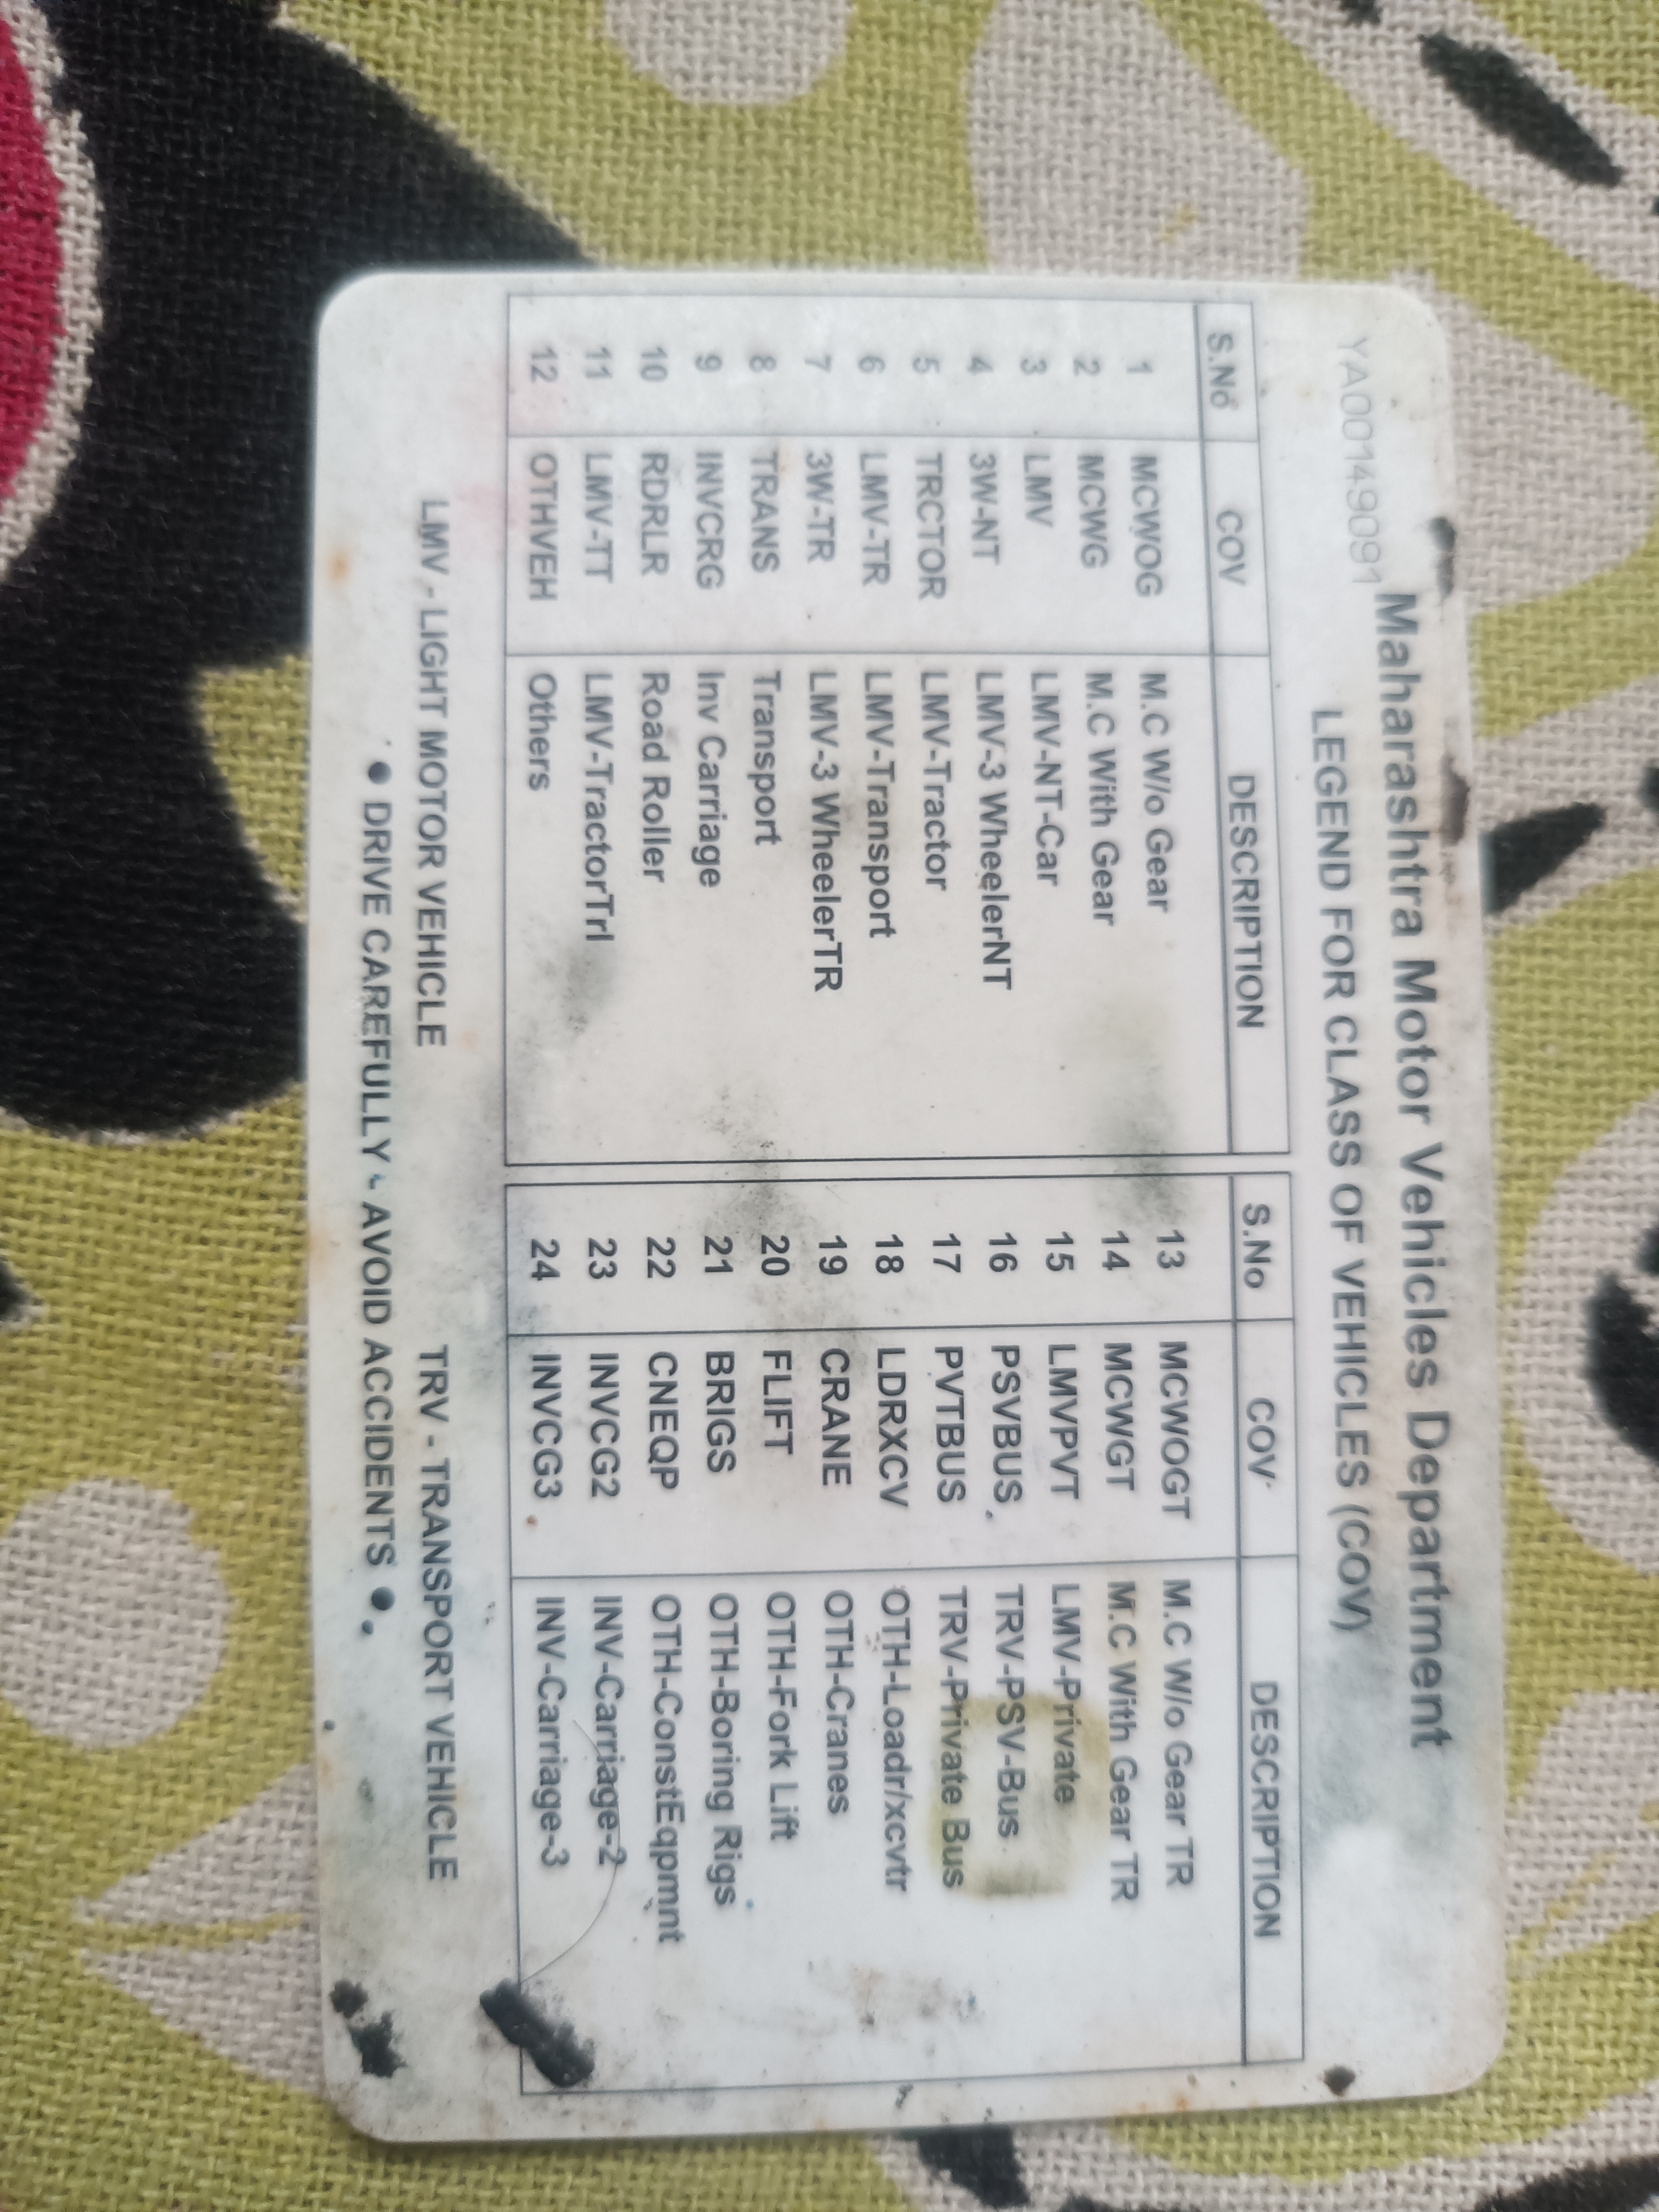 YA00149091
Maharashtra Motor Vehicles Department
LEGEND FOR CLASS OF VEHICLES (COV)
S.No COV DESCRIPTION S.No COV DESCRIPTION
1 MCWOG M.C W/o Gear 13 MCWOGT M.C W/o Gear TR
2 MCWG M.C With Gear 14 MCWGT M.C With Gear TR
3 LMV LMV-NT-Car 15 LMVPVT LMV-Private
4 3W-NT LMV-3 WheelerNT 16 PSVBUS TRV-PSV-Bus
5 TRCTOR LMV-Tractor 17 PVTBUS TRV-Private Bus
6 LMV-TR LMV-Transport 18 LDRXCV OTH-Loadr/xcvtr
7 3W-TR LMV-3 WheelerTR 19 CRANE OTH-Cranes
8 TRANS Transport 20 FLIFT OTH-Fork Lift
9 INVCRG Inv Carriage 21 BRIGS OTH-Boring Rigs
10 RDRLR Road Roller 22 CNEQP OTH-ConstEqpmnt
11 LMV-TT LMV-TractorTrl 23 INVCG2 INV-Carriage-2
12 OTHVEH Others 24 INVCG3 INV-Carriage-3
LMV - LIGHT MOTOR VEHICLE TRV - TRANSPORT VEHICLE
● DRIVE CAREFULLY - AVOID ACCIDENTS ●